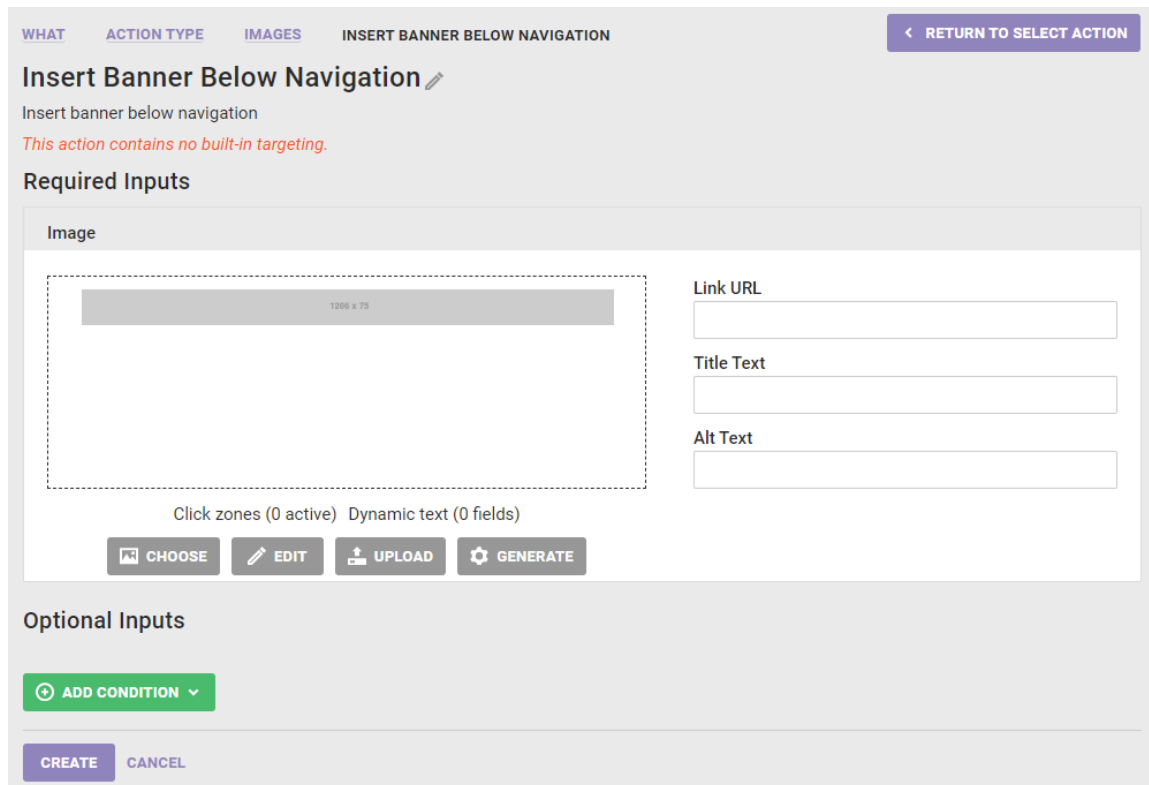 WHAT ACTION TYPE IMAGES INSERT BANNER BELOW NAVIGATION RETURN TO SELECT ACTION
Insert Banner Below Navigation
Insert banner below navigation
This action contains no built-in targeting.
Required Inputs
Image
1206 x 75
Link URL
Title Text
Alt Text
Click zones (0 active) Dynamic text (0 fields)
CHOOSE EDIT UPLOAD GENERATE
Optional Inputs
ADD CONDITION
CREATE CANCEL